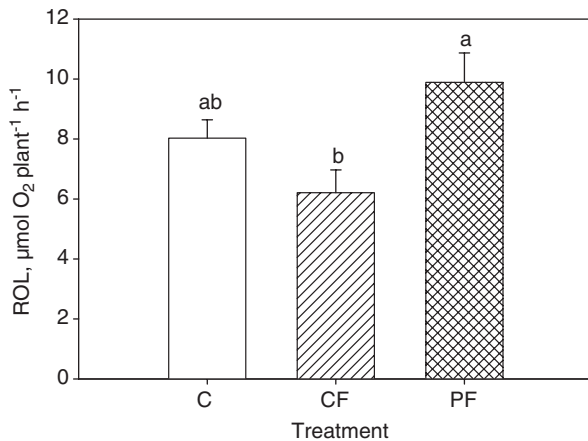 12
10
8
6
4
2
0
ROL, µmol O₂ plant⁻¹ h⁻¹
ab
b
a
C CF PF
Treatment